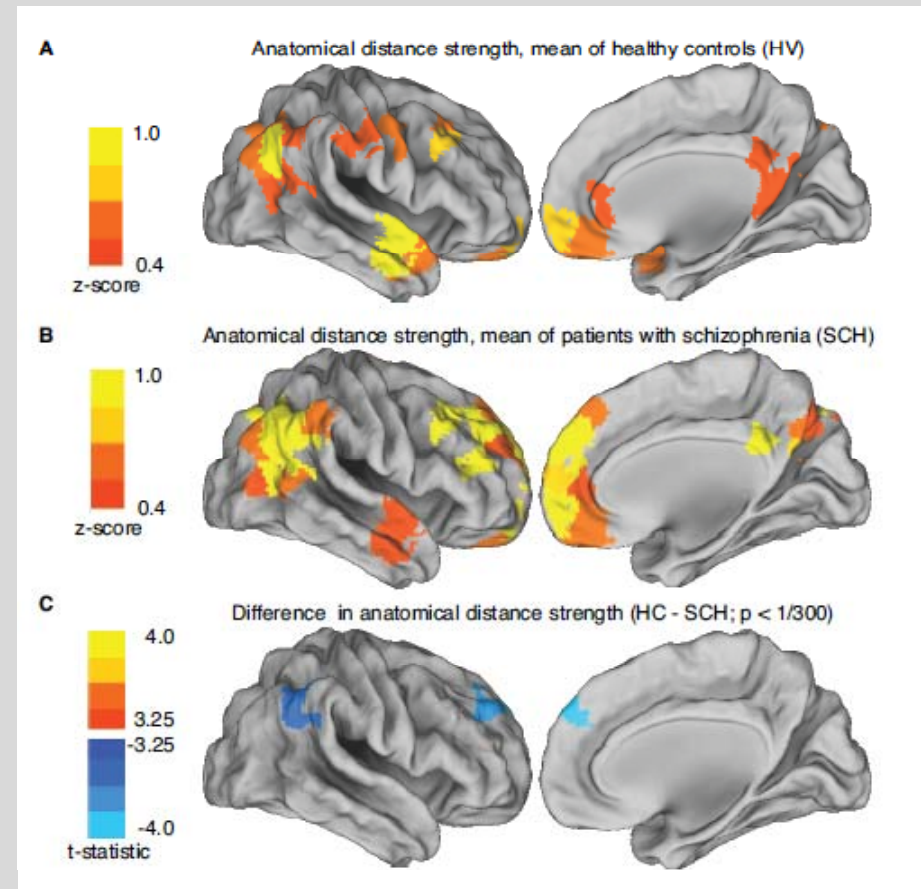 A
Anatomical distance strength, mean of healthy controls (HV)
1.0
0.4
z-score
B
Anatomical distance strength, mean of patients with schizophrenia (SCH)
1.0
0.4
z-score
C
Difference in anatomical distance strength (HC - SCH; p < 1/300)
4.0
3.25
-3.25
-4.0
t-statistic